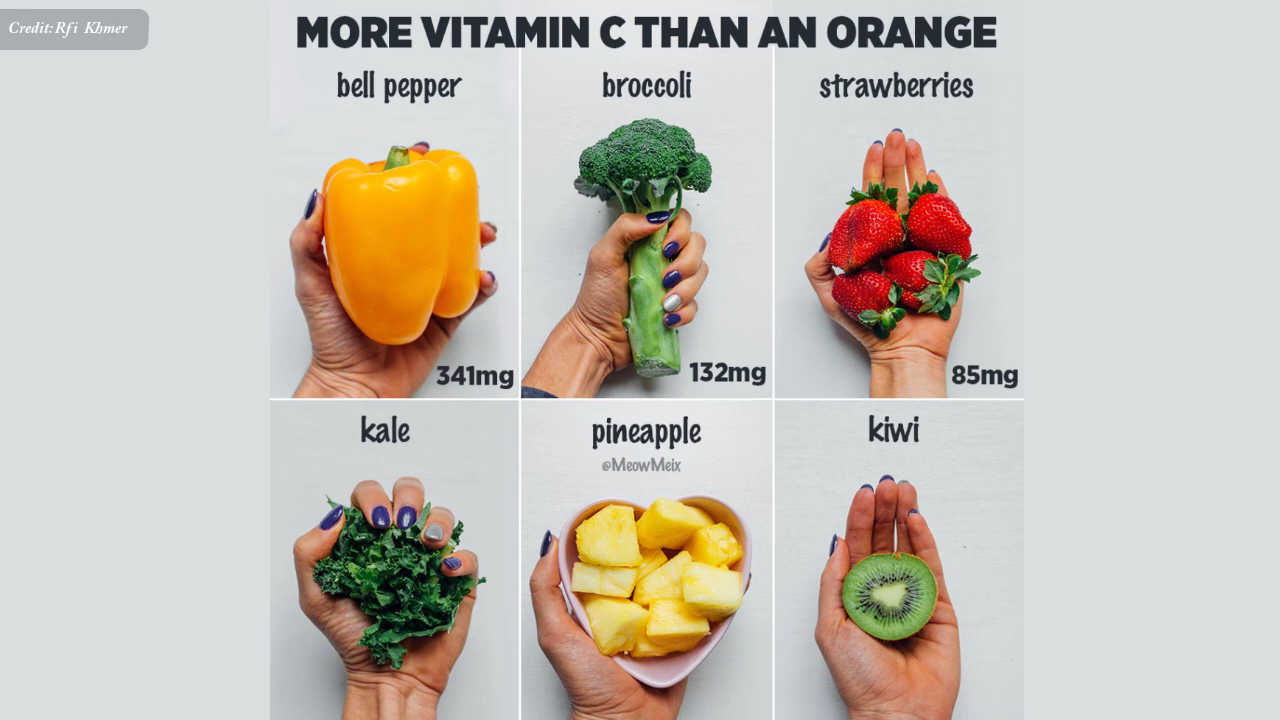 Credit:Rfi Khmer
MORE VITAMIN C THAN AN ORANGE
bell pepper
broccoli
strawberries
341mg
132mg
85mg
kale
pineapple
kiwi
@MeowMeix